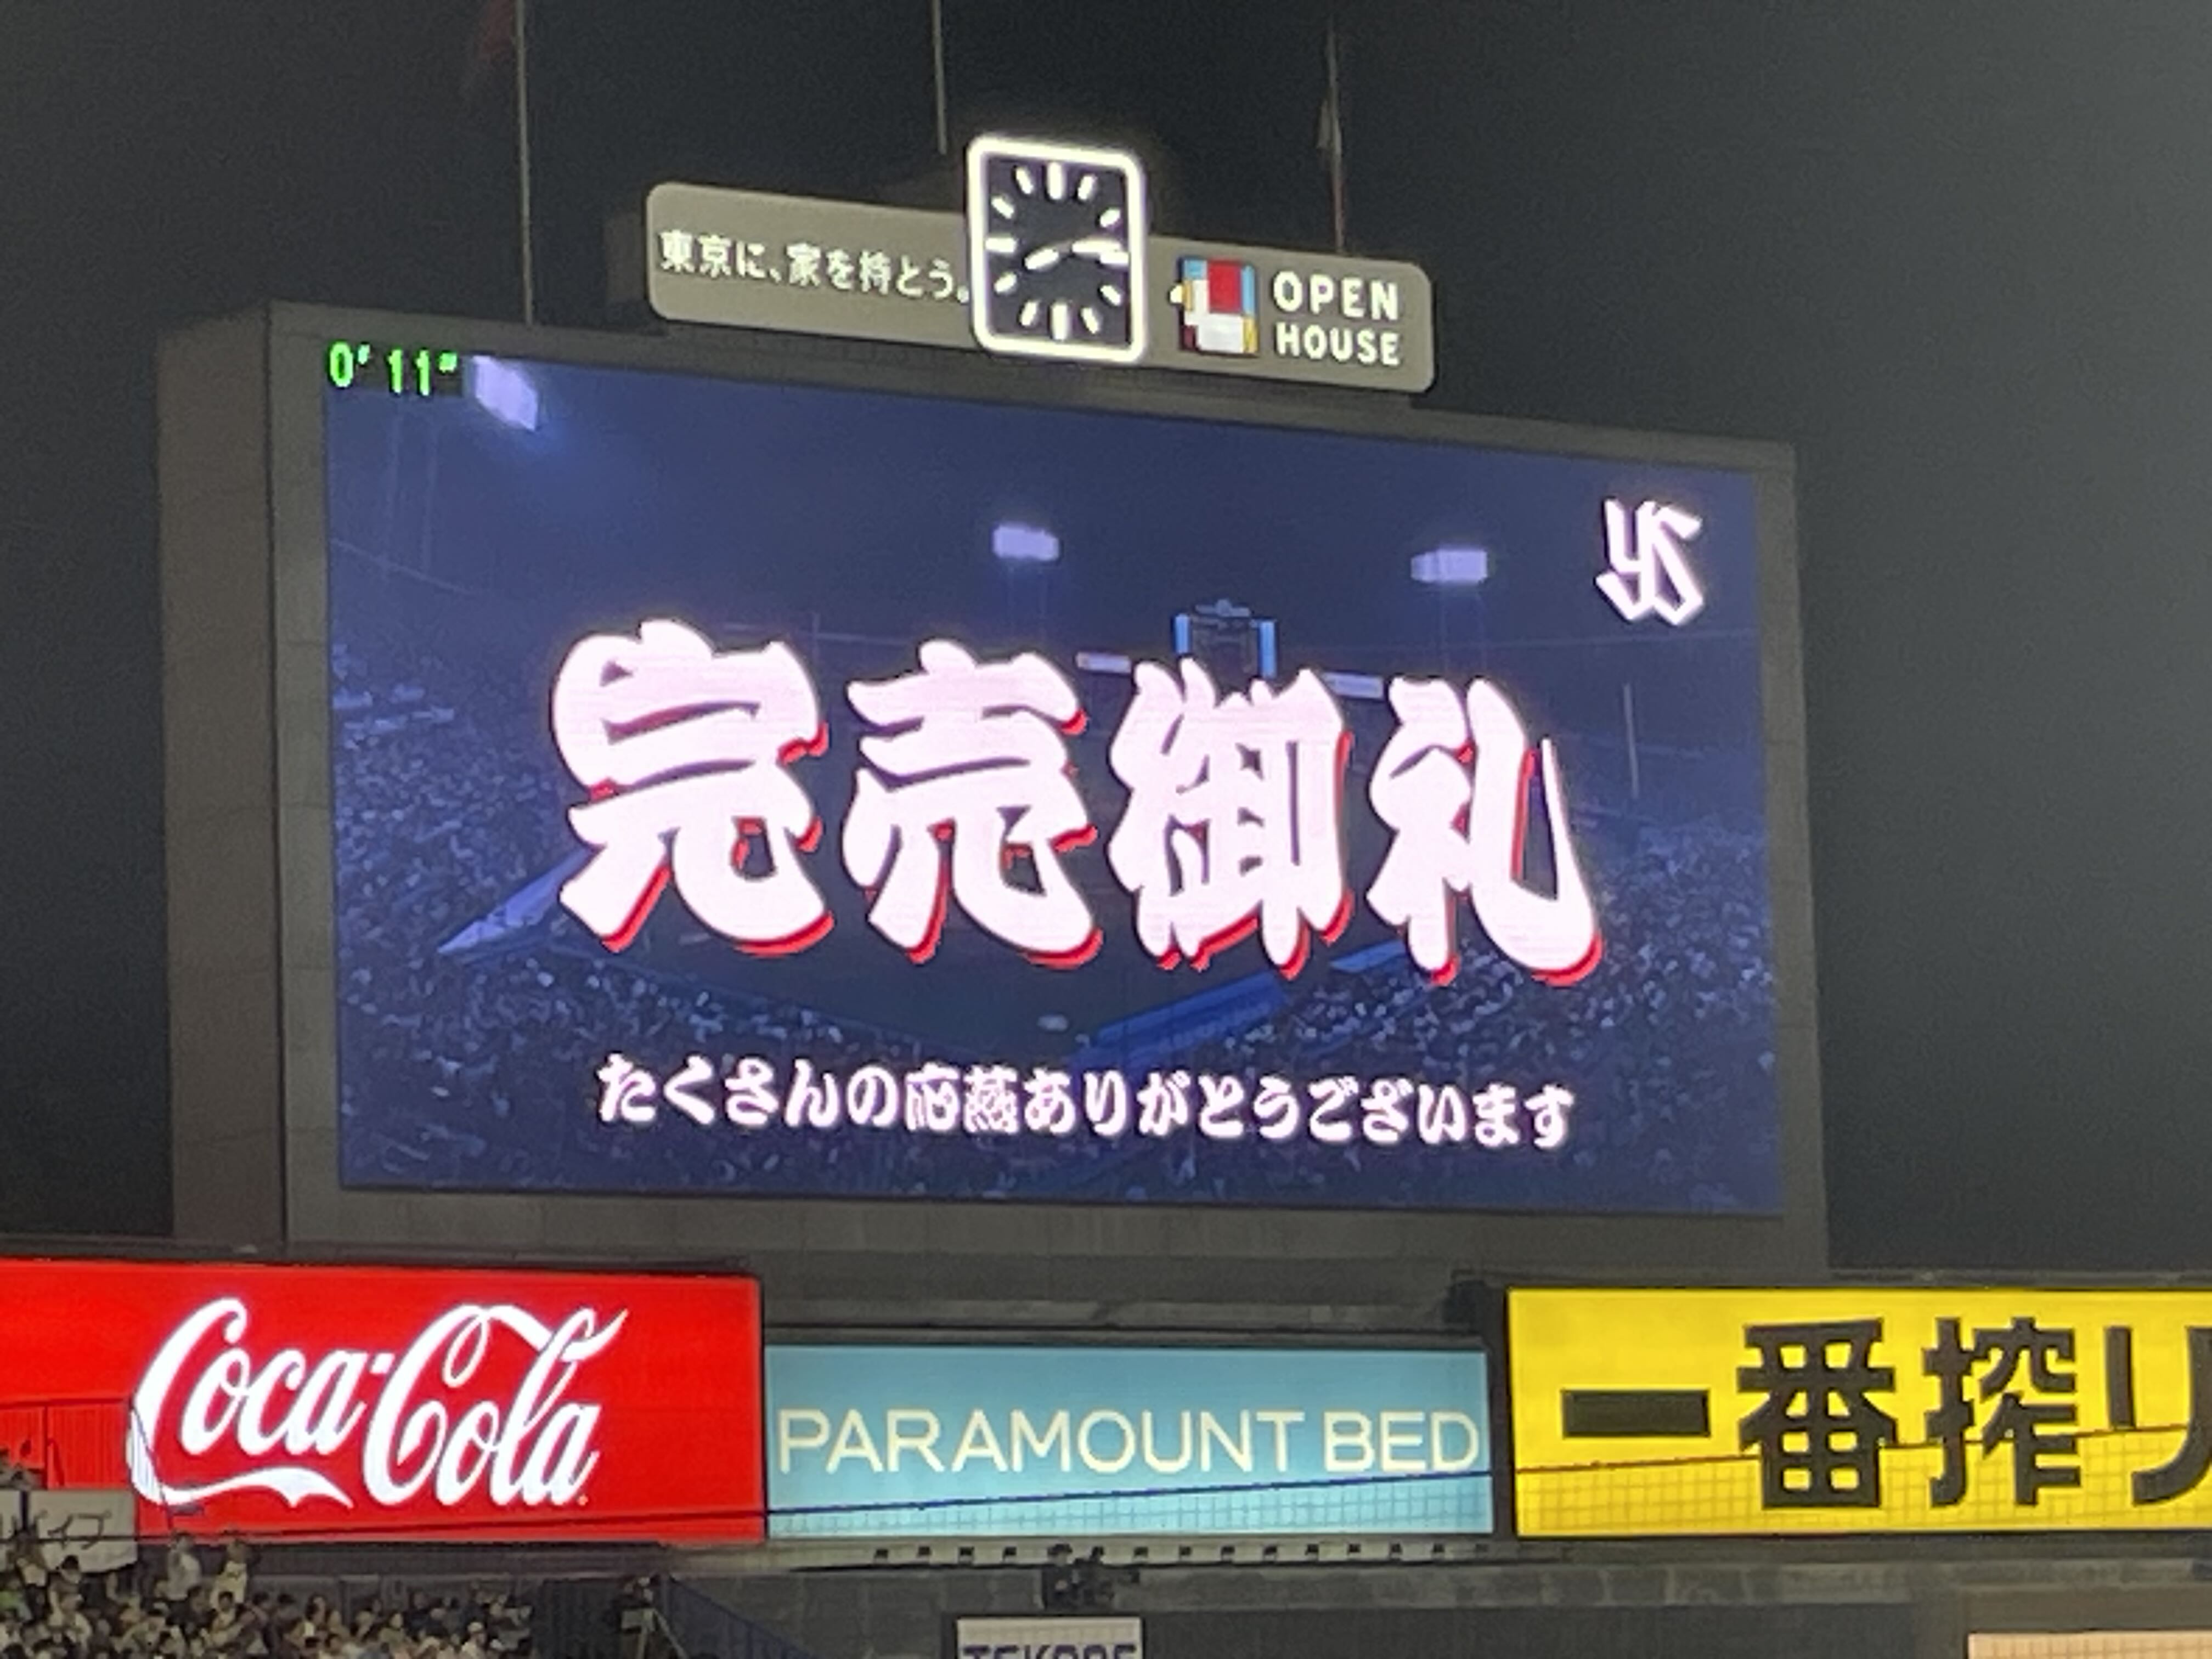 東京に、家を持とう。
OPEN
HOUSE
0' 11"
YS
完売御礼
たくさんの応燕ありがとうございます
Coca-Cola
PARAMOUNT BED
一番搾り